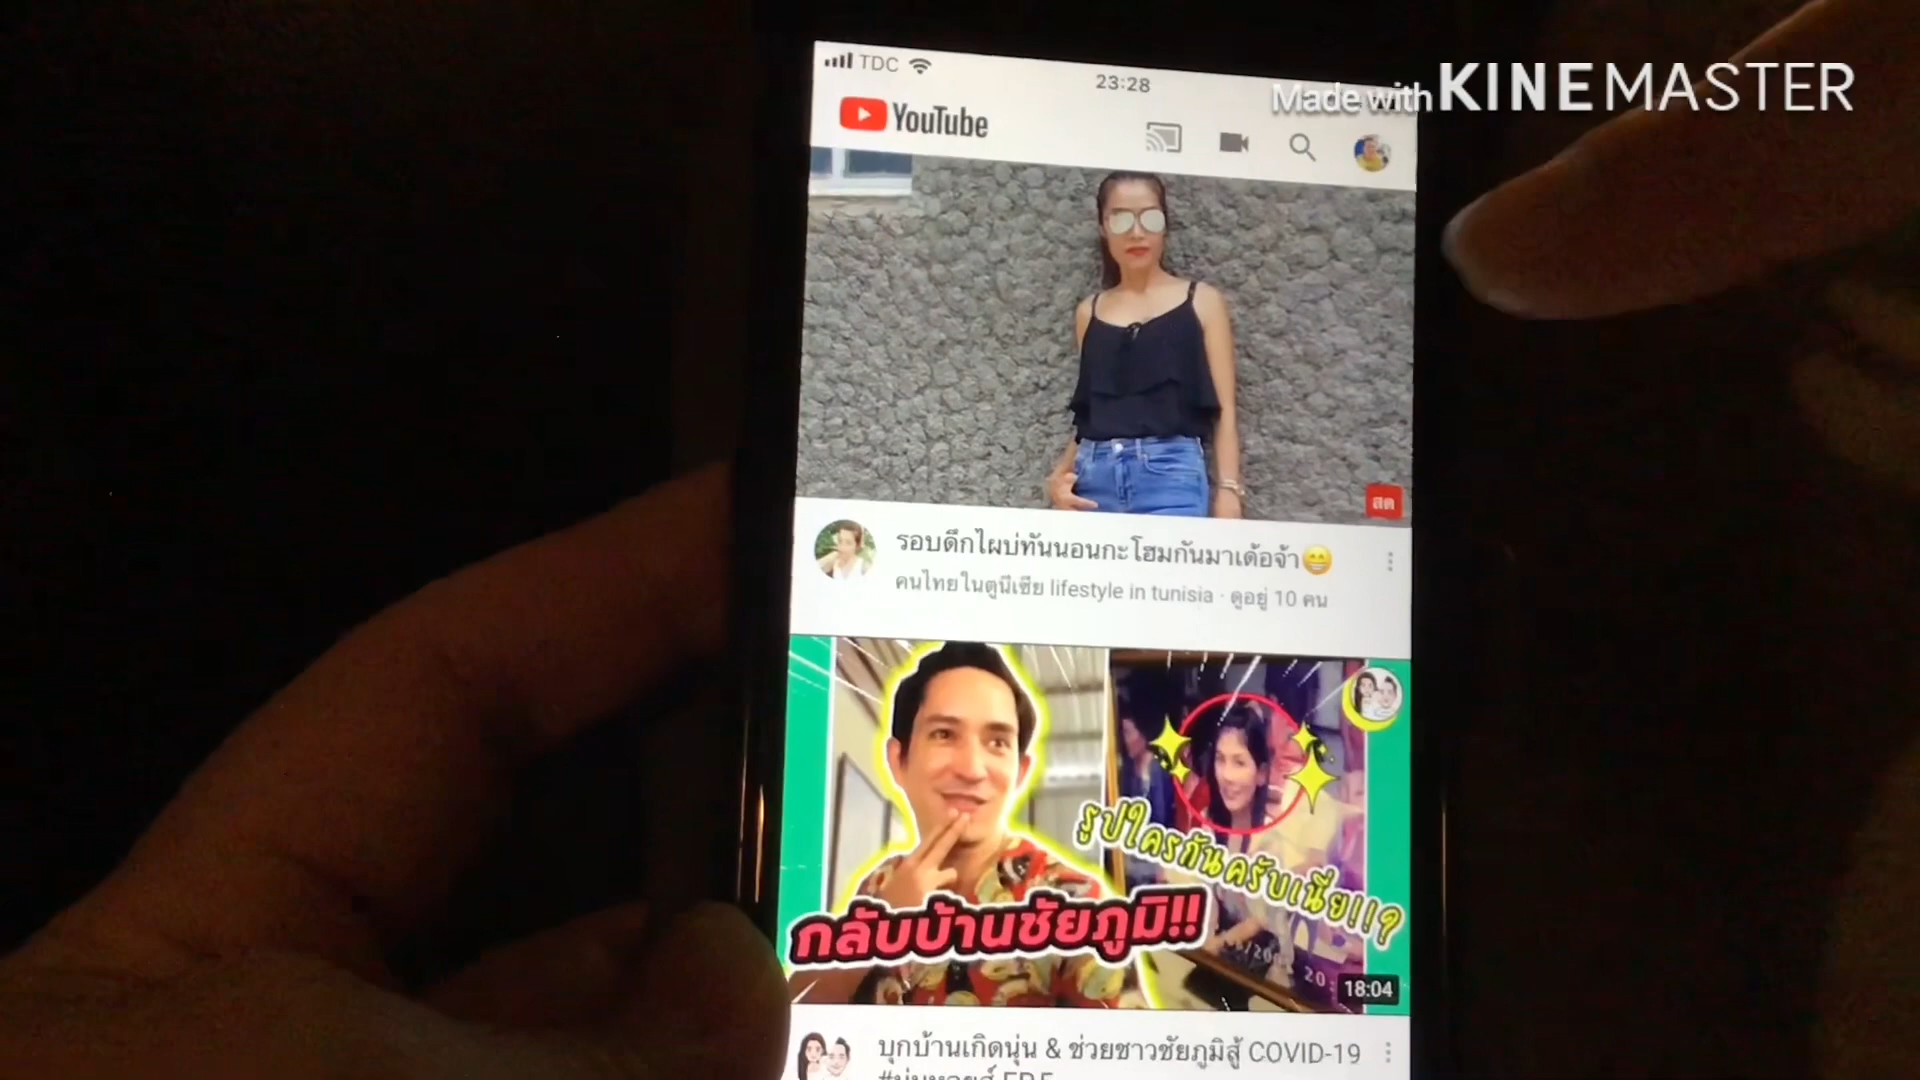 TDC
23:28
Made with KINEMASTER
YouTube
สด
รอบดึกไผบ่ทันนอนกะโฮมกันมาเด้อจ้า😁
คนไทยในตูนีเซีย lifestyle in tunisia · ดูอยู่ 10 คน
รูปใครกันครับเนี่ย!!?
กลับบ้านชัยภูมิ!!
18:04
บุกบ้านเกิดนุ่น & ช่วยชาวชัยภูมิสู้ COVID-19